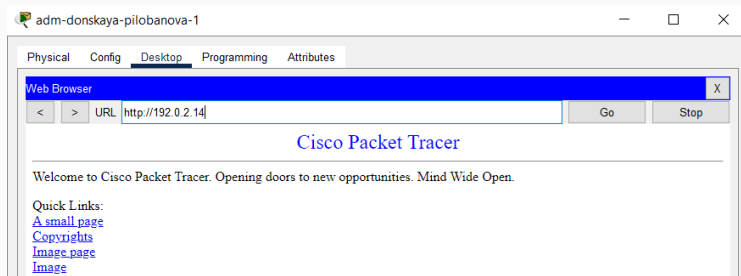 adm-donskaya-pilobanova-1
Physical Config Desktop Programming Attributes
Web Browser X
< > URL http://192.0.2.14 Go Stop
Cisco Packet Tracer
Welcome to Cisco Packet Tracer. Opening doors to new opportunities. Mind Wide Open.
Quick Links:
A small page
Copyrights
Image page
Image